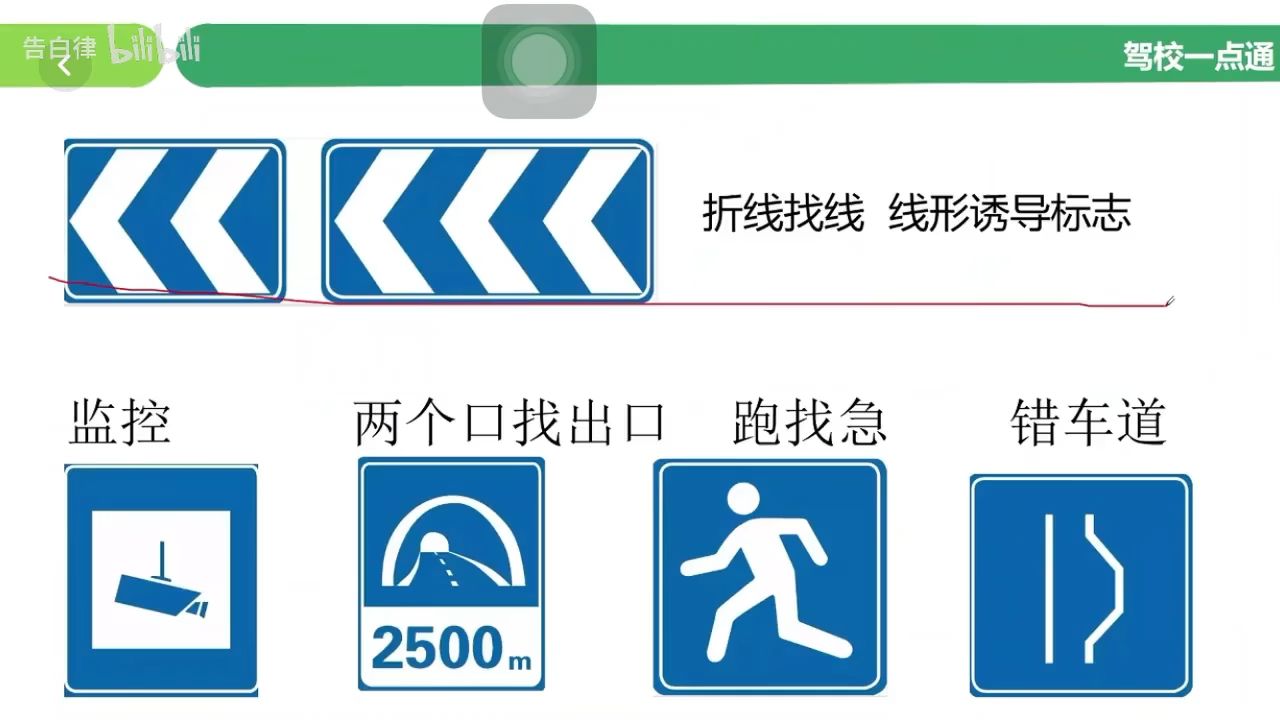 告白律 bilibili
驾校一点通
折线找线 线形诱导标志
监控 两个口找出口 跑找急 错车道
2500m